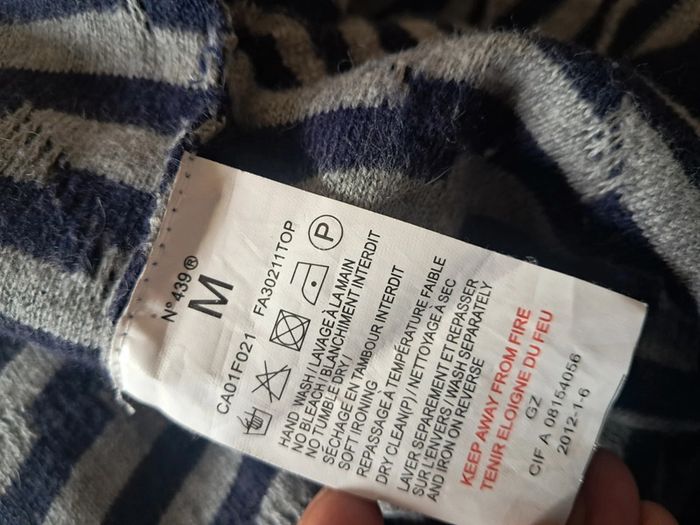 N° 439®
M
CA01F021 FA30211TOP
P
HAND WASH / LAVAGE À LA MAIN
NO BLEACH / BLANCHIMENT INTERDIT
NO TUMBLE DRY /
SÉCHAGE EN TAMBOUR INTERDIT
SOFT IRONING
REPASSAGE À TEMPÉRATURE FAIBLE
DRY CLEAN(P) / NETTOYAGE À SEC
LAVER SEPAREMENT ET REPASSER
SUR L'ENVERS / WASH SEPARATELY
AND IRON ON REVERSE
KEEP AWAY FROM FIRE
TENIR ELOIGNE DU FEU
GZ
CIF A 08154056
2012-1-6